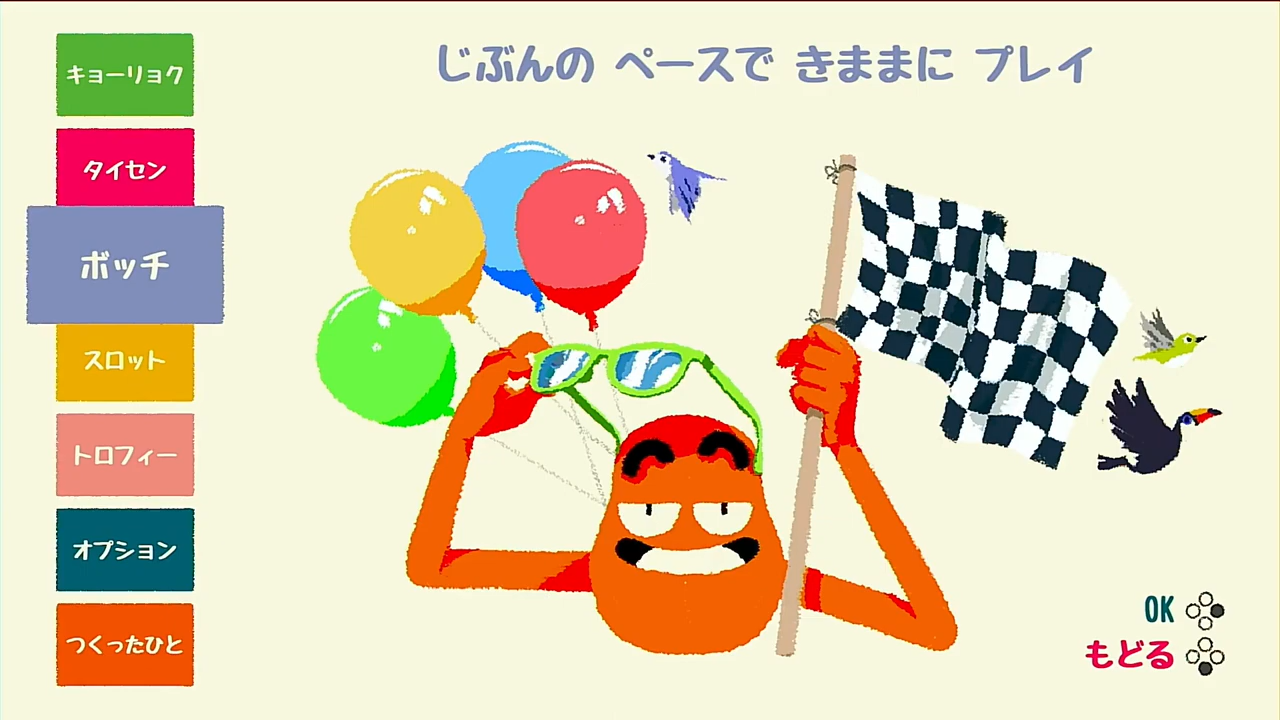 じぶんの ペースで きままに プレイ
キョーリョク
タイセン
ボッチ
スロット
トロフィー
オプション
つくったひと
OK
もどる